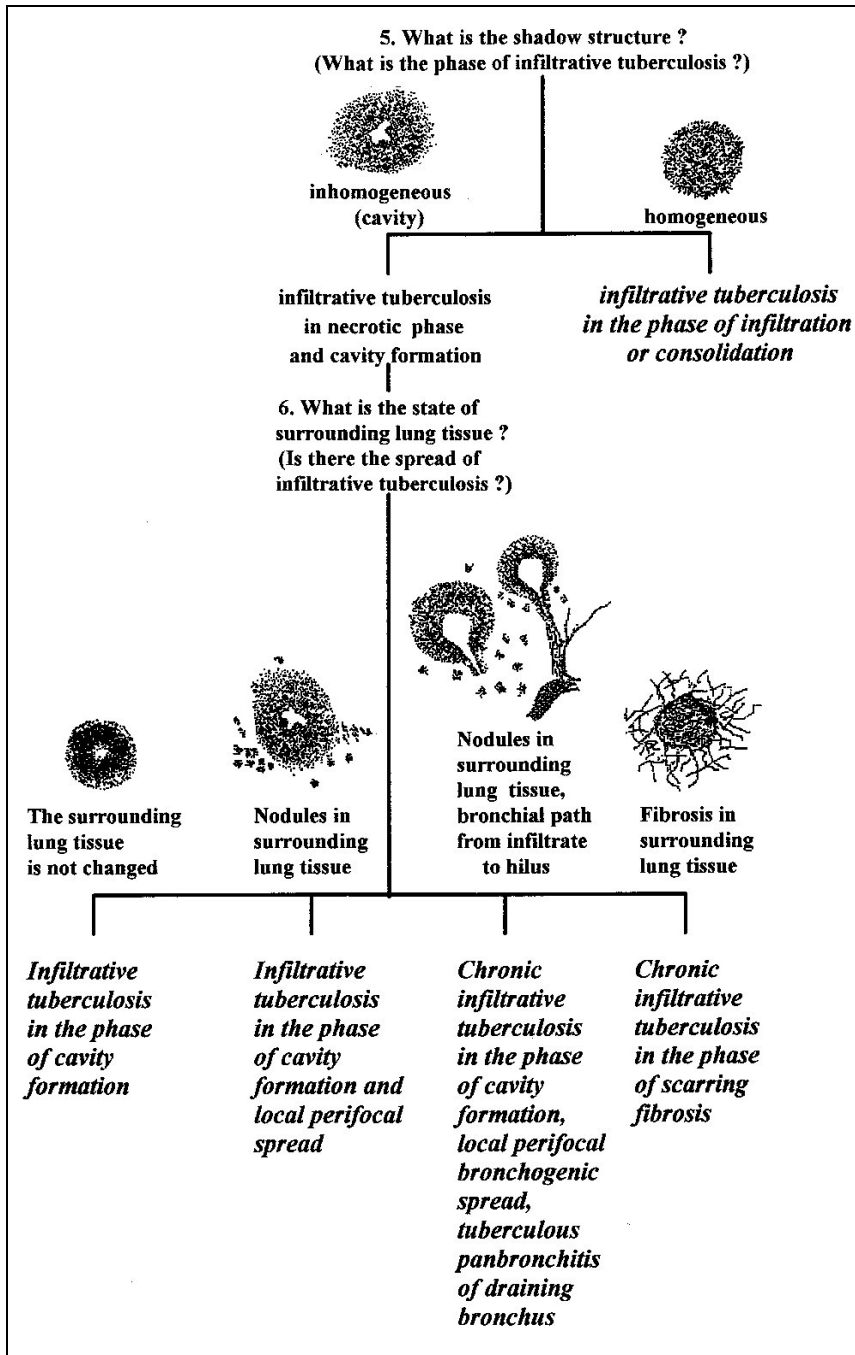 5. What is the shadow structure ?
(What is the phase of infiltrative tuberculosis ?)
inhomogeneous
(cavity)
homogeneous
infiltrative tuberculosis
in necrotic phase
and cavity formation
infiltrative tuberculosis
in the phase of infiltration
or consolidation
6. What is the state of
surrounding lung tissue ?
(Is there the spread of
infiltrative tuberculosis ?)
The surrounding
lung tissue
is not changed
Nodules in
surrounding
lung tissue
Nodules in
surrounding
lung tissue,
bronchial path
from infiltrate
to hilus
Fibrosis in
surrounding
lung tissue
Infiltrative
tuberculosis
in the phase
of cavity
formation
Infiltrative
tuberculosis
in the phase
of cavity
formation and
local perifocal
spread
Chronic
infiltrative
tuberculosis
in the phase
of cavity
formation,
local perifocal
bronchogenic
spread,
tuberculous
panbronchitis
of draining
bronchus
Chronic
infiltrative
tuberculosis
in the phase
of scarring
fibrosis